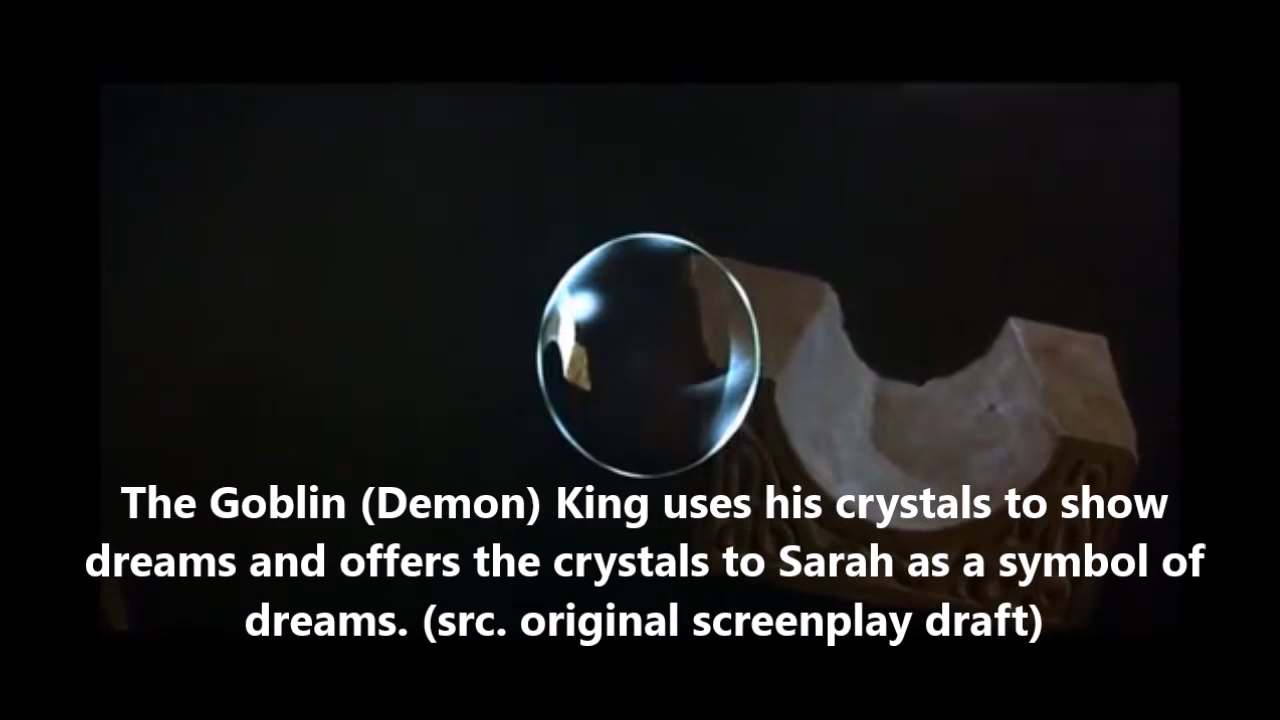 The Goblin (Demon) King uses his crystals to show
dreams and offers the crystals to Sarah as a symbol of
dreams. (src. original screenplay draft)